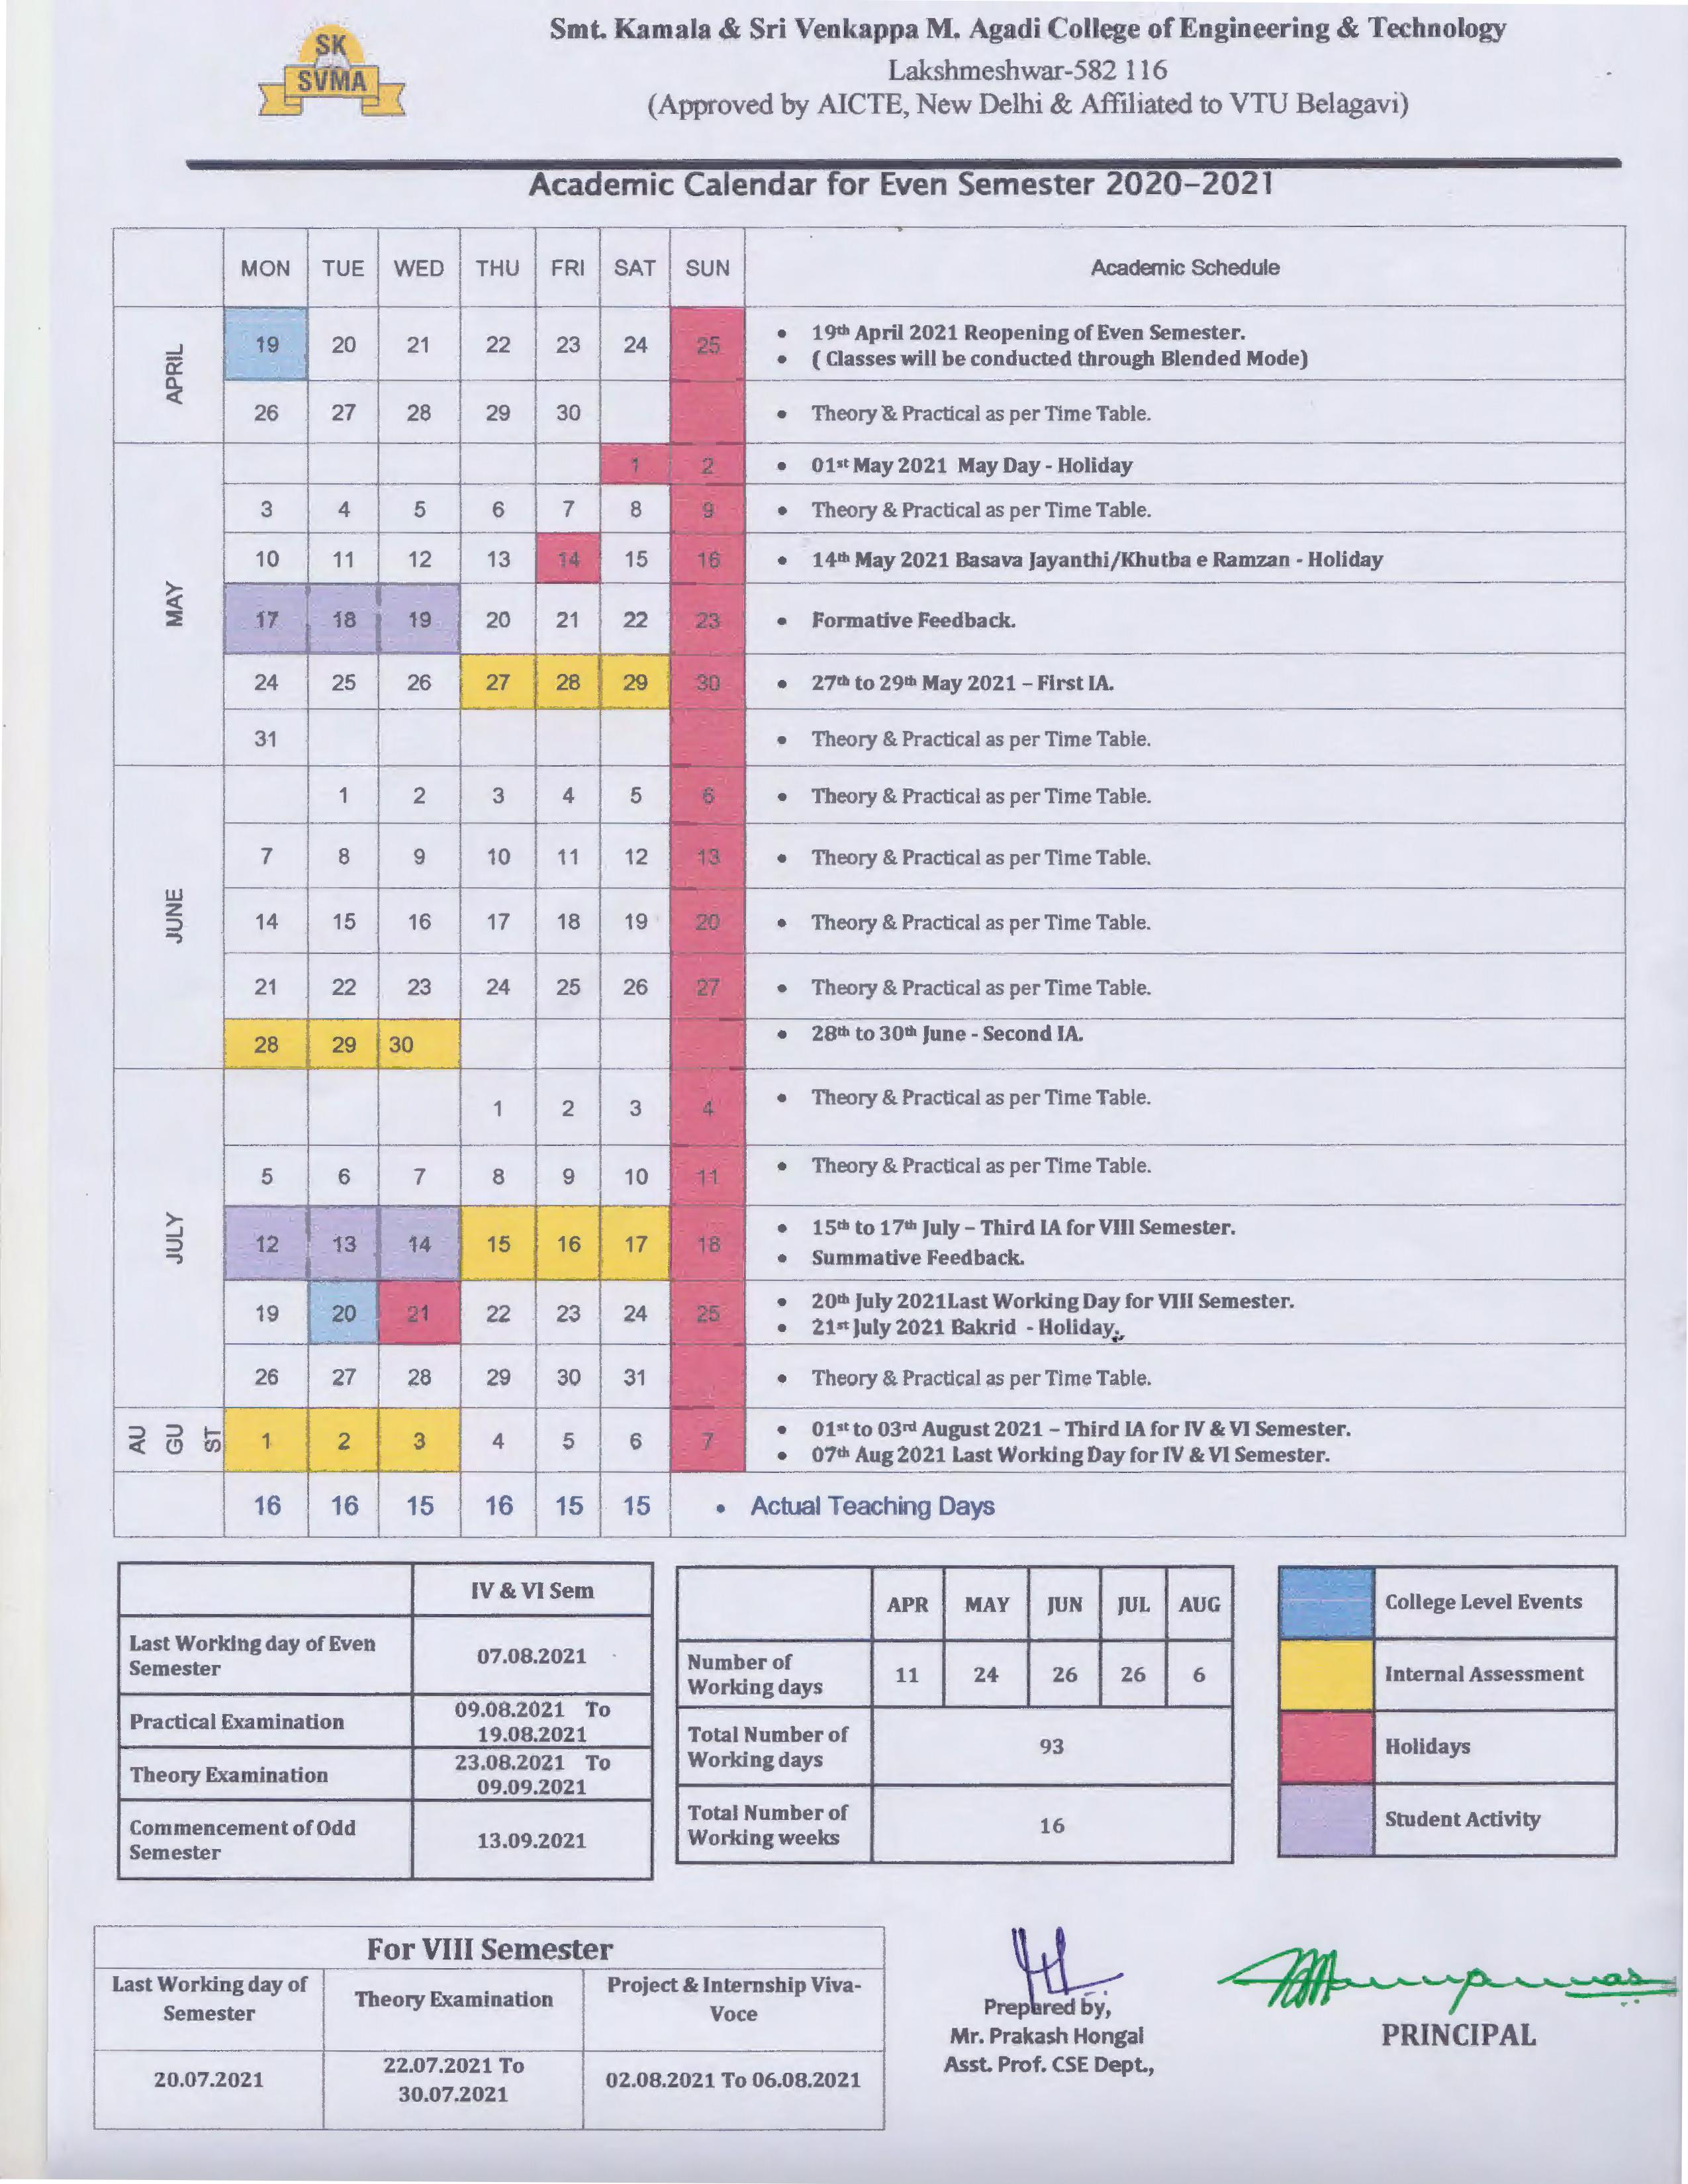 SK
SVMA
Smt. Kamala & Sri Venkappa M. Agadi College of Engineering & Technology
Lakshmeshwar-582 116
(Approved by AICTE, New Delhi & Affiliated to VTU Belagavi)
Academic Calendar for Even Semester 2020-2021
MON TUE WED THU FRI SAT SUN Academic Schedule
APRIL
19 20 21 22 23 24 25
• 19th April 2021 Reopening of Even Semester.
• ( Classes will be conducted through Blended Mode)
26 27 28 29 30 • Theory & Practical as per Time Table.
MAY
1 2 • 01st May 2021 May Day - Holiday
3 4 5 6 7 8 9 • Theory & Practical as per Time Table.
10 11 12 13 14 15 16 • 14th May 2021 Basava Jayanthi/Khutba e Ramzan - Holiday
17 18 19 20 21 22 23 • Formative Feedback.
24 25 26 27 28 29 30 • 27th to 29th May 2021 – First IA.
31 • Theory & Practical as per Time Table.
JUNE
1 2 3 4 5 6 • Theory & Practical as per Time Table.
7 8 9 10 11 12 13 • Theory & Practical as per Time Table.
14 15 16 17 18 19 20 • Theory & Practical as per Time Table.
21 22 23 24 25 26 27 • Theory & Practical as per Time Table.
28 29 30 • 28th to 30th June - Second IA.
JULY
1 2 3 4 • Theory & Practical as per Time Table.
5 6 7 8 9 10 11 • Theory & Practical as per Time Table.
12 13 14 15 16 17 18
• 15th to 17th July – Third IA for VIII Semester.
• Summative Feedback.
19 20 21 22 23 24 25
• 20th July 2021Last Working Day for VIII Semester.
• 21st July 2021 Bakrid - Holiday.
26 27 28 29 30 31 • Theory & Practical as per Time Table.
AU
GU
ST
1 2 3 4 5 6 7
• 01st to 03rd August 2021 – Third IA for IV & VI Semester.
• 07th Aug 2021 Last Working Day for IV & VI Semester.
16 16 15 16 15 15 • Actual Teaching Days
IV & VI Sem
Last Working day of Even
Semester
07.08.2021
Practical Examination
09.08.2021 To
19.08.2021
Theory Examination
23.08.2021 To
09.09.2021
Commencement of Odd
Semester
13.09.2021
APR MAY JUN JUL AUG
Number of
Working days
11 24 26 26 6
Total Number of
Working days
93
Total Number of
Working weeks
16
College Level Events
Internal Assessment
Holidays
Student Activity
For VIII Semester
Last Working day of
Semester
Theory Examination
Project & Internship Viva-
Voce
20.07.2021
22.07.2021 To
30.07.2021
02.08.2021 To 06.08.2021
Prepared by,
Mr. Prakash Hongal
Asst. Prof. CSE Dept.,
PRINCIPAL